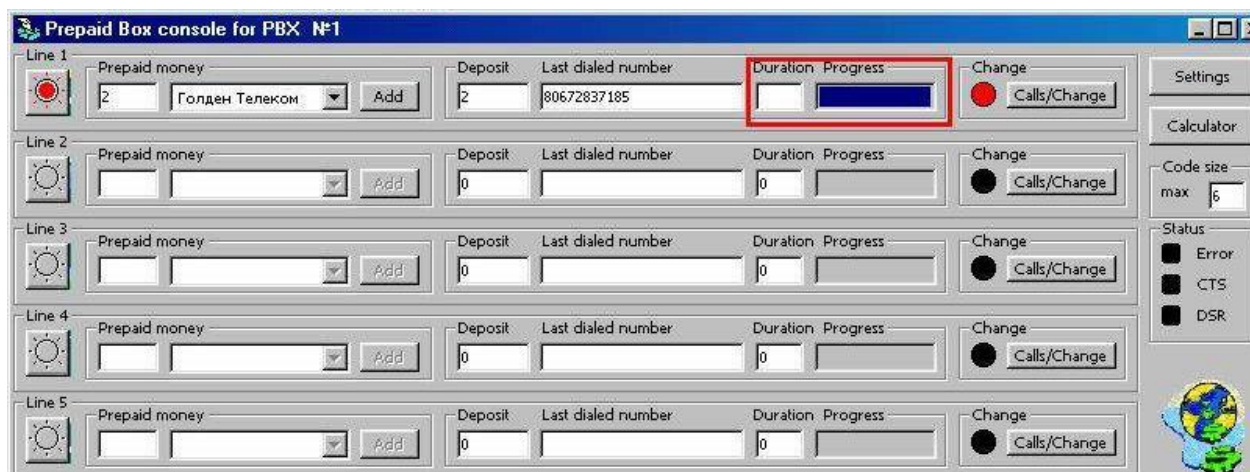 Prepaid Box console for PBX №1
Line 1
Prepaid money Deposit Last dialed number Duration Progress Change
2 Голден Телеком Add 2 80672837185 Calls/Change
Settings
Calculator
Line 2
Prepaid money Deposit Last dialed number Duration Progress Change
Add 0 0 Calls/Change
Code size
max 6
Line 3
Prepaid money Deposit Last dialed number Duration Progress Change
Add 0 0 Calls/Change
Status
Error
CTS
DSR
Line 4
Prepaid money Deposit Last dialed number Duration Progress Change
Add 0 0 Calls/Change
Line 5
Prepaid money Deposit Last dialed number Duration Progress Change
Add 0 0 Calls/Change